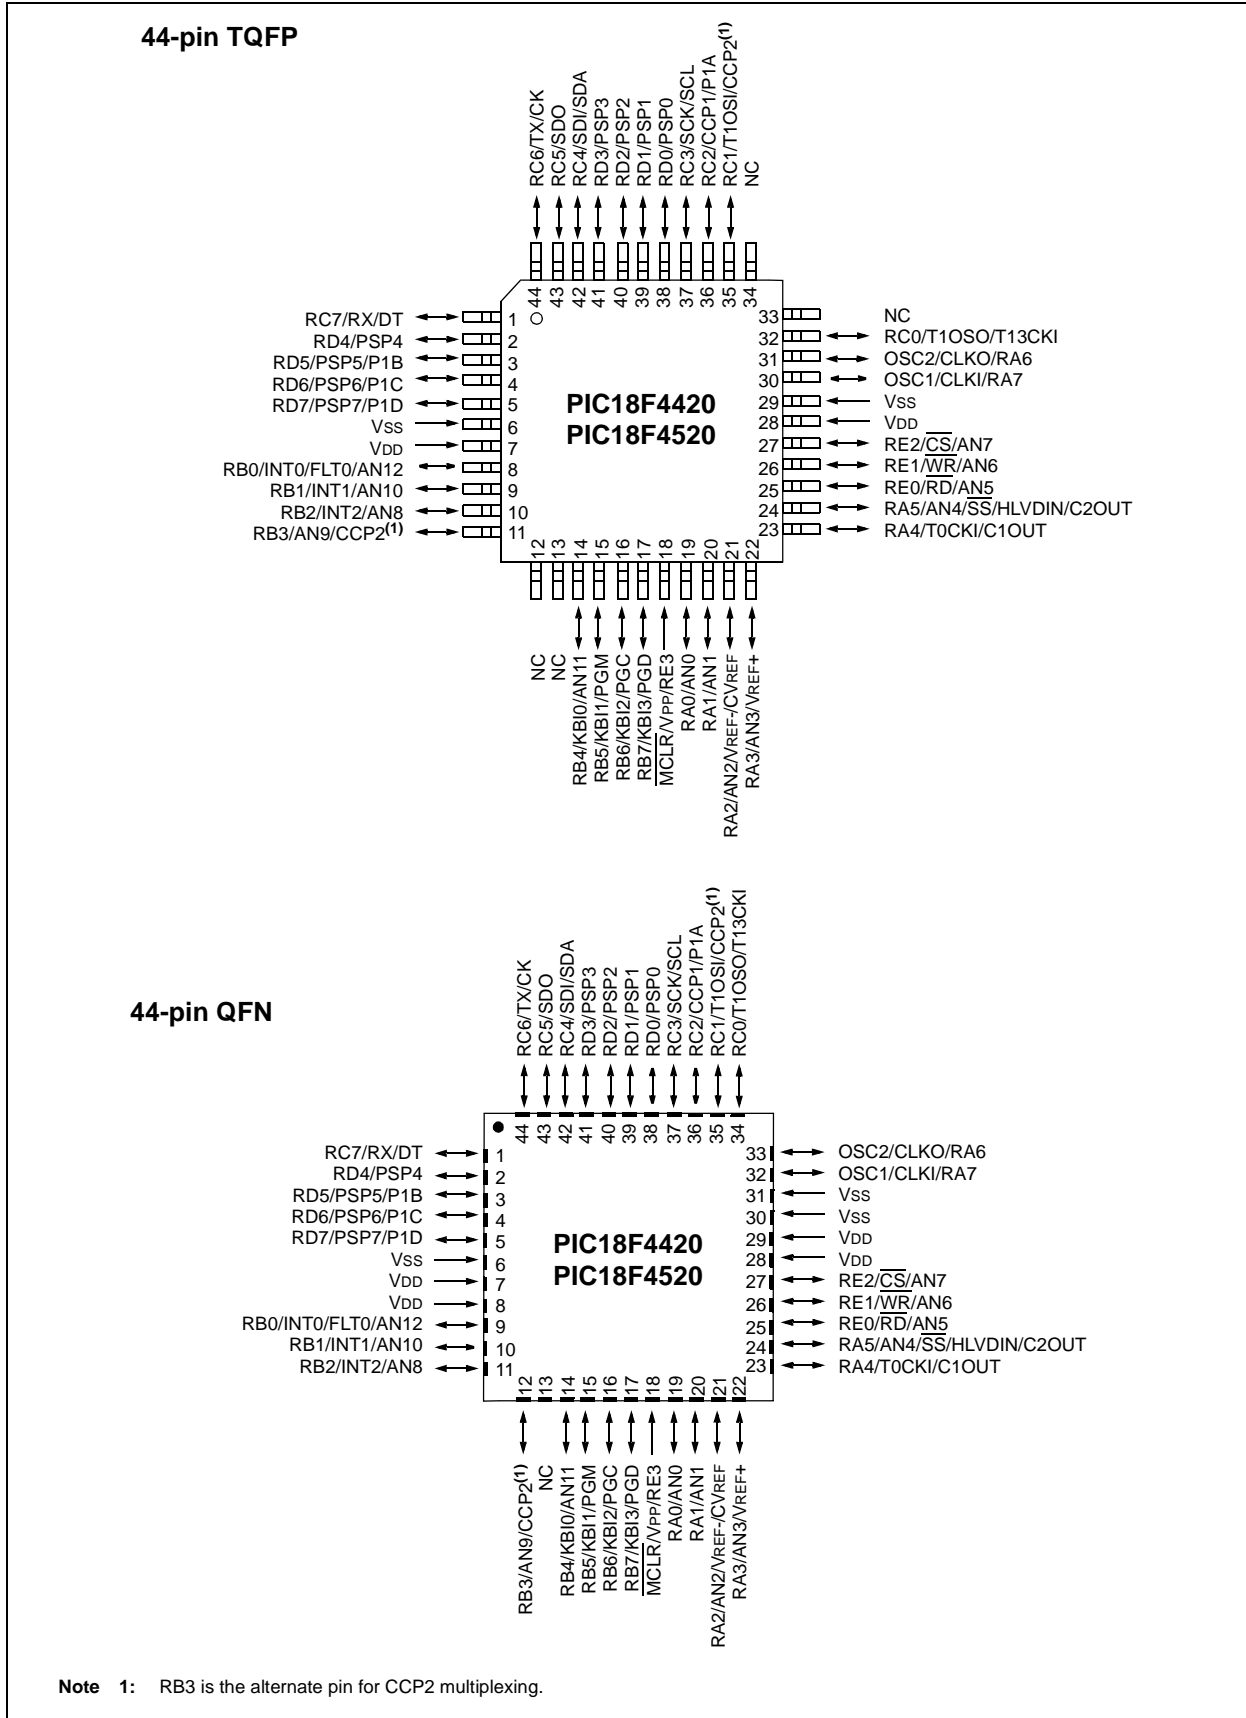 44-pin TQFP
RC6/TX/CK
RC5/SDO
RC4/SDI/SDA
RD3/PSP3
RD2/PSP2
RD1/PSP1
RD0/PSP0
RC3/SCK/SCL
RC2/CCP1/P1A
RC1/T1OSI/CCP2(1)
NC
44
43
42
41
40
39
38
37
36
35
34
RC7/RX/DT 1
RD4/PSP4 2
RD5/PSP5/P1B 3
RD6/PSP6/P1C 4
RD7/PSP7/P1D 5
VSS 6
VDD 7
RB0/INT0/FLT0/AN12 8
RB1/INT1/AN10 9
RB2/INT2/AN8 10
RB3/AN9/CCP2(1) 11
PIC18F4420
PIC18F4520
33 NC
32 RC0/T1OSO/T13CKI
31 OSC2/CLKO/RA6
30 OSC1/CLKI/RA7
29 VSS
28 VDD
27 RE2/CS/AN7
26 RE1/WR/AN6
25 RE0/RD/AN5
24 RA5/AN4/SS/HLVDIN/C2OUT
23 RA4/T0CKI/C1OUT
12
13
14
15
16
17
18
19
20
21
22
NC
NC
RB4/KBI0/AN11
RB5/KBI1/PGM
RB6/KBI2/PGC
RB7/KBI3/PGD
MCLR/VPP/RE3
RA0/AN0
RA1/AN1
RA2/AN2/VREF-/CVREF
RA3/AN3/VREF+
44-pin QFN
RC6/TX/CK
RC5/SDO
RC4/SDI/SDA
RD3/PSP3
RD2/PSP2
RD1/PSP1
RD0/PSP0
RC3/SCK/SCL
RC2/CCP1/P1A
RC1/T1OSI/CCP2(1)
RC0/T1OSO/T13CKI
44
43
42
41
40
39
38
37
36
35
34
RC7/RX/DT 1
RD4/PSP4 2
RD5/PSP5/P1B 3
RD6/PSP6/P1C 4
RD7/PSP7/P1D 5
VSS 6
VDD 7
VDD 8
RB0/INT0/FLT0/AN12 9
RB1/INT1/AN10 10
RB2/INT2/AN8 11
PIC18F4420
PIC18F4520
33 OSC2/CLKO/RA6
32 OSC1/CLKI/RA7
31 VSS
30 VSS
29 VDD
28 VDD
27 RE2/CS/AN7
26 RE1/WR/AN6
25 RE0/RD/AN5
24 RA5/AN4/SS/HLVDIN/C2OUT
23 RA4/T0CKI/C1OUT
12
13
14
15
16
17
18
19
20
21
22
RB3/AN9/CCP2(1)
NC
RB4/KBI0/AN11
RB5/KBI1/PGM
RB6/KBI2/PGC
RB7/KBI3/PGD
MCLR/VPP/RE3
RA0/AN0
RA1/AN1
RA2/AN2/VREF-/CVREF
RA3/AN3/VREF+
Note 1: RB3 is the alternate pin for CCP2 multiplexing.